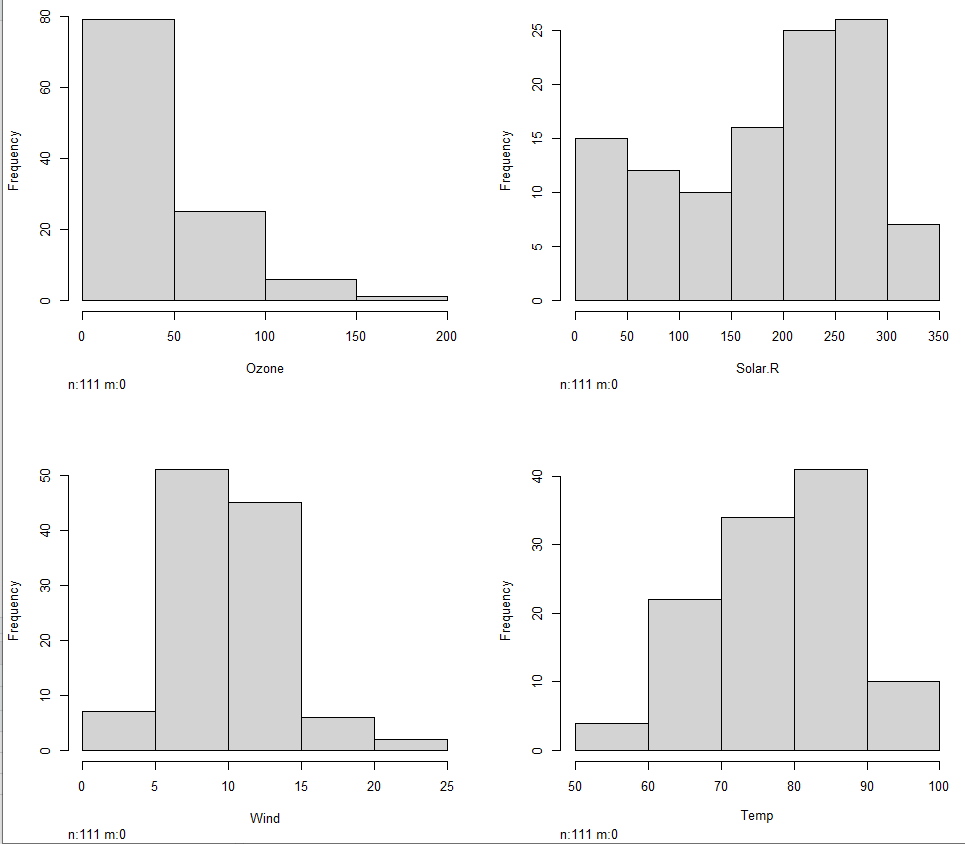 Frequency
0 20 40 60 80
0 50 100 150 200
Ozone
n:111 m:0
Frequency
0 5 10 15 20 25
0 50 100 150 200 250 300 350
Solar.R
n:111 m:0
Frequency
0 10 20 30 40 50
0 5 10 15 20 25
Wind
n:111 m:0
Frequency
0 10 20 30 40
50 60 70 80 90 100
Temp
n:111 m:0